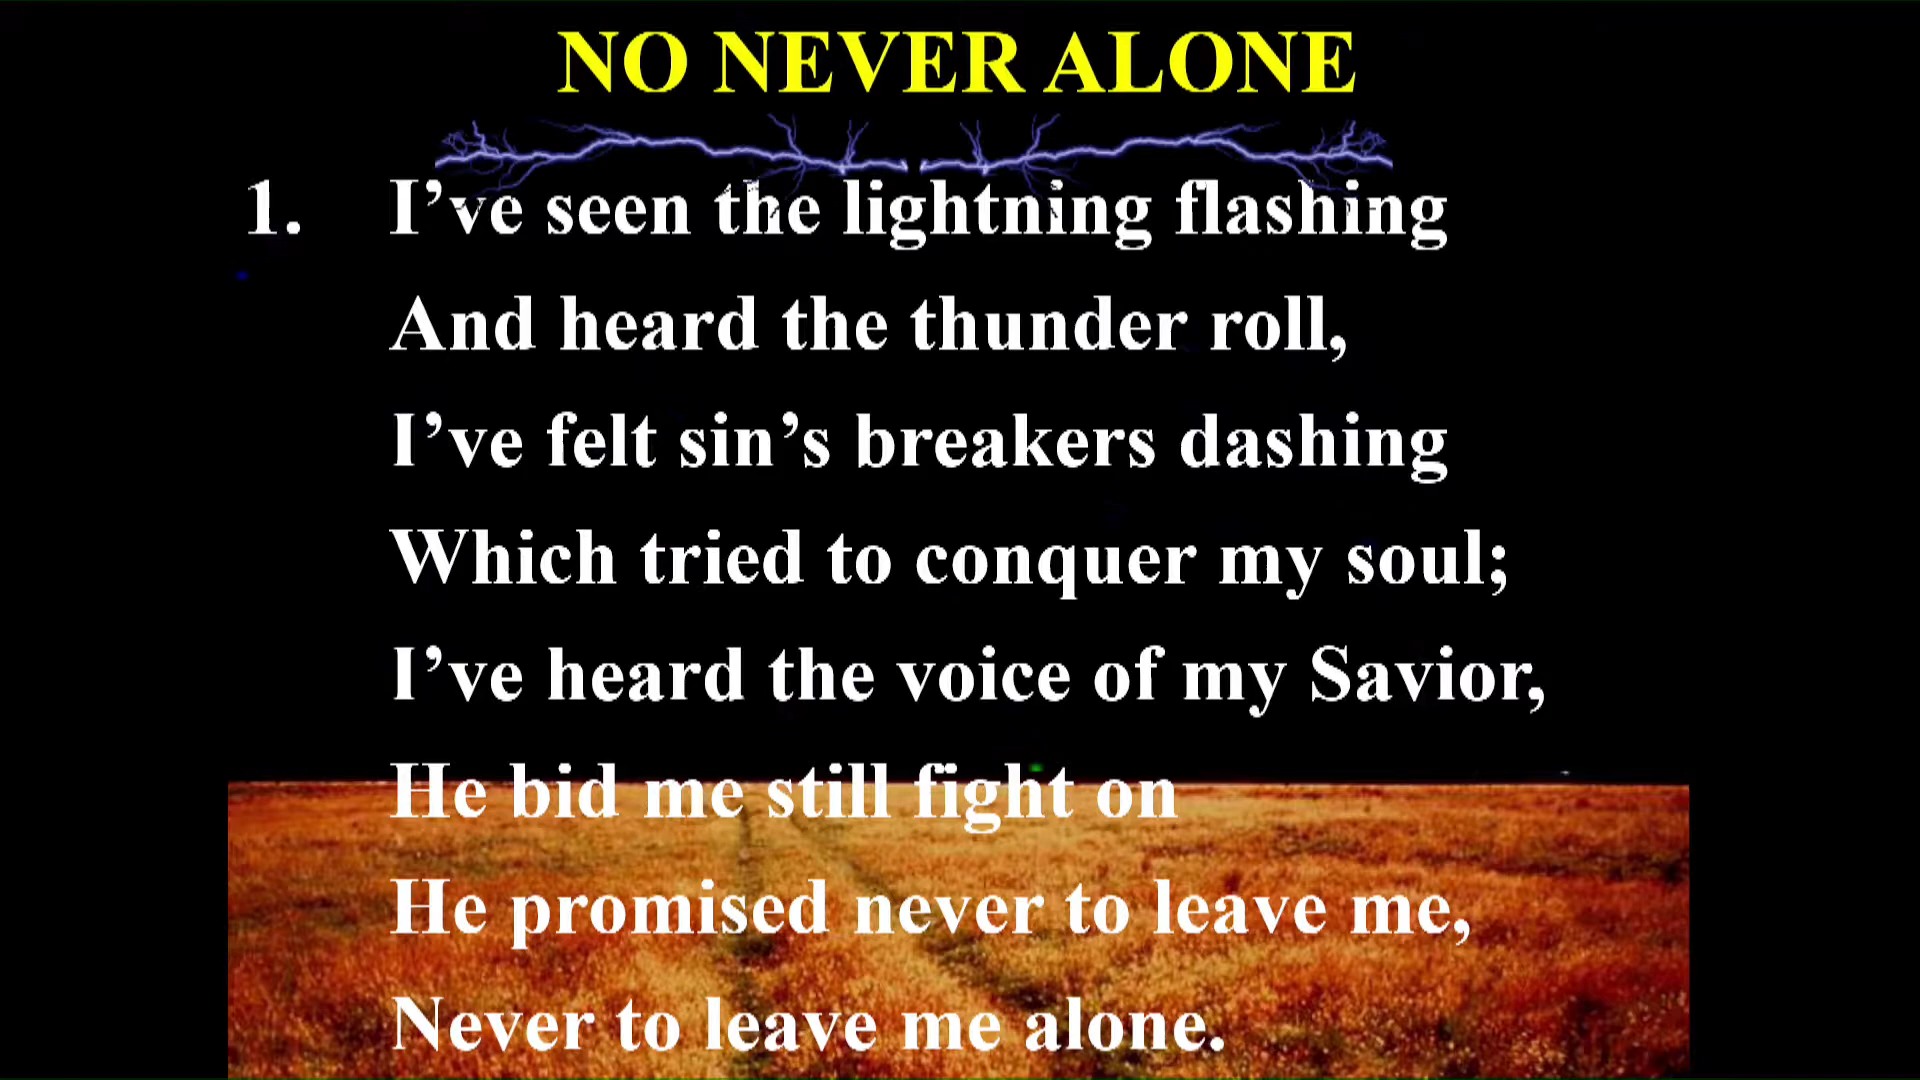 NO NEVER ALONE
1. I’ve seen the lightning flashing
And heard the thunder roll,
I’ve felt sin’s breakers dashing
Which tried to conquer my soul;
I’ve heard the voice of my Savior,
He bid me still fight on
He promised never to leave me,
Never to leave me alone.